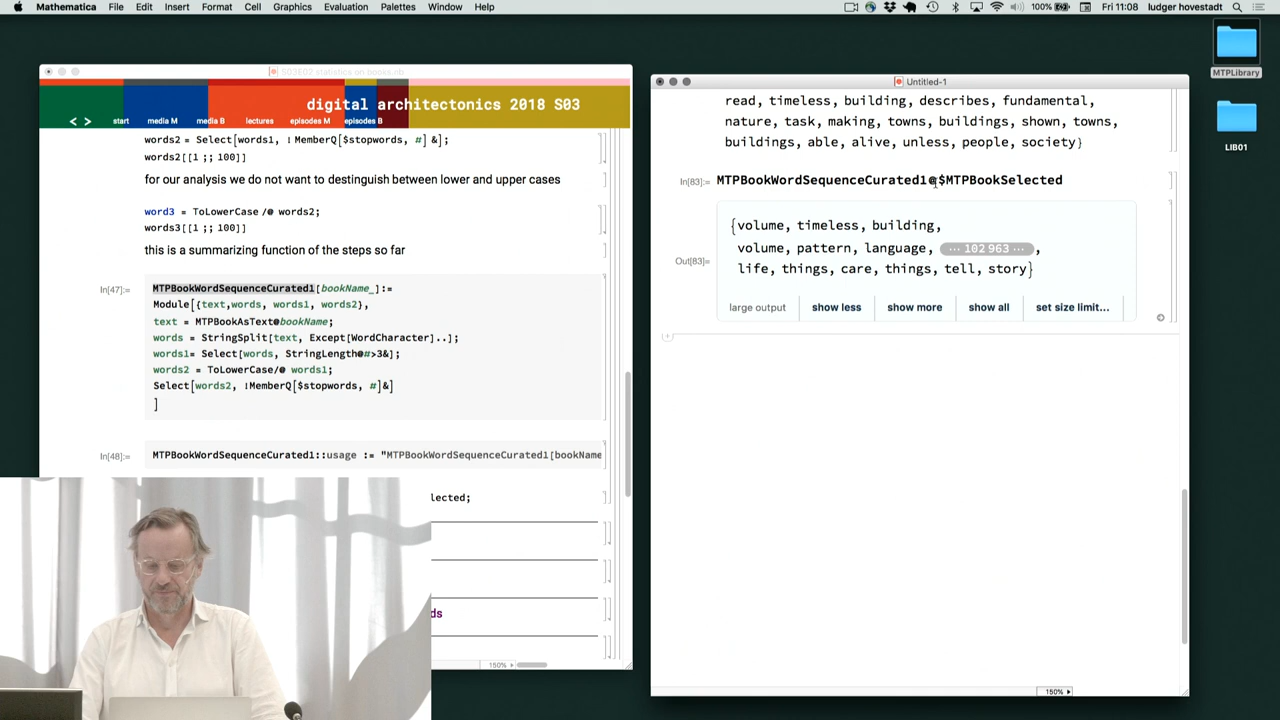 Mathematica File Edit Insert Format Cell Graphics Evaluation Palettes Window Help
100% Fri 11:08 ludger hovestadt
MTPLibrary
LIB01
S03602 statistics on books.nb
digital architectonics 2018 S03
< > start media M media B lectures episodes M episodes B
words2 = Select[words1, ! MemberQ[$stopwords, #] &];
words2[[1 ;; 100]]
for our analysis we do not want to destinguish between lower and upper cases
word3 = ToLowerCase /@ words2;
words3[[1 ;; 100]]
this is a summarizing function of the steps so far
In[47]:= MTPBookWordSequenceCurated1[bookName_]:=
Module[{text,words, words1, words2},
text = MTPBookAsText@bookName;
words = StringSplit[text, Except[WordCharacter]..];
words1= Select[words, StringLength@#>3&];
words2 = ToLowerCase/@ words1;
Select[words2, !MemberQ[$stopwords, #]&]
]
In[48]:= MTPBookWordSequenceCurated1::usage := "MTPBookWordSequenceCurated1[bookName
lected;
ds
150%
Untitled-1
read, timeless, building, describes, fundamental,
nature, task, making, towns, buildings, shown, towns,
buildings, able, alive, unless, people, society}
In[83]:= MTPBookWordSequenceCurated1@$MTPBookSelected
Out[83]= {volume, timeless, building,
volume, pattern, language, ··· 102 963 ··· ,
life, things, care, things, tell, story}
large output show less show more show all set size limit...
150%